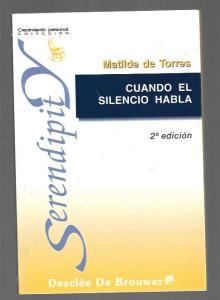 Crecimiento personal
COLECCIÓN
Serendipity
Matilde de Torres
CUANDO EL
SILENCIO HABLA
2ª edición
Desclée De Brouwer